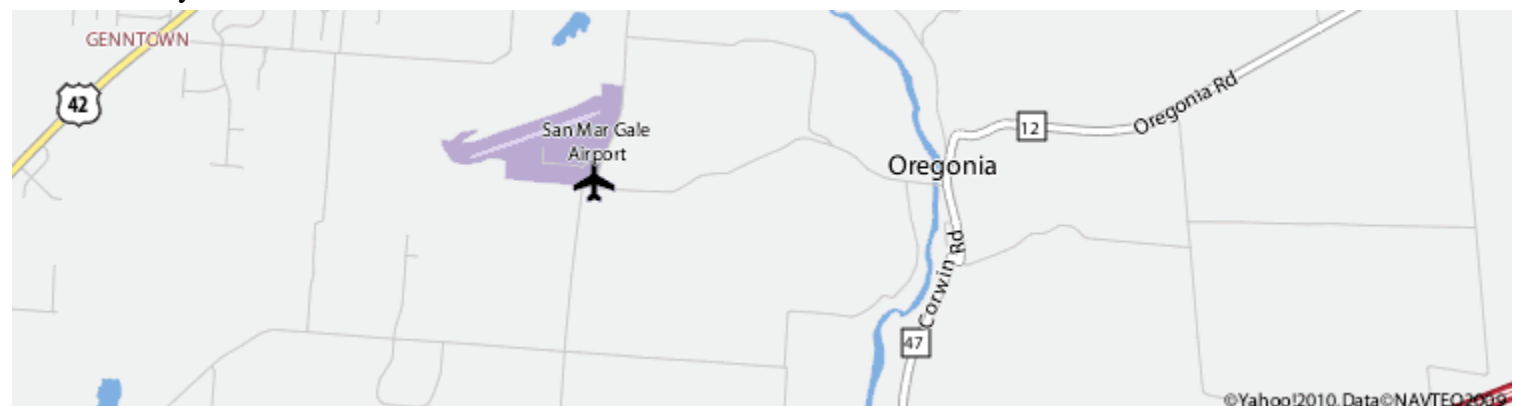 GENNTOWN
42
San Mar Gale
Airport
12
Oregonia Rd
Oregonia
Corwin Rd
47
©Yahoo!2010,Data©NAVTEQ2009